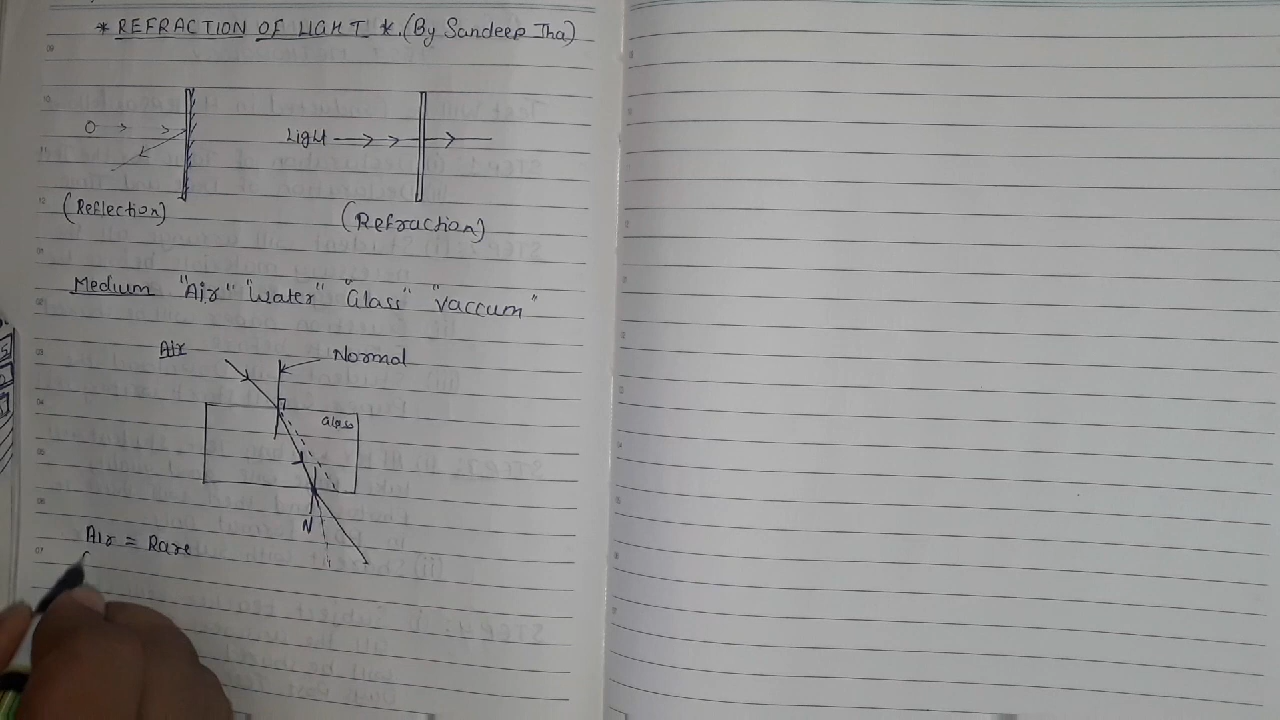 * REFRACTION OF LIGHT *. (By Sandeep Jha)
O
Light
(Reflection)
(Refraction)
Medium "Air" "Water" "Glass" "Vaccum"
Air
Normal
Glass
N
Air = Rare